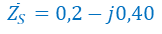 Z̅_S = 0,2 − j0,40